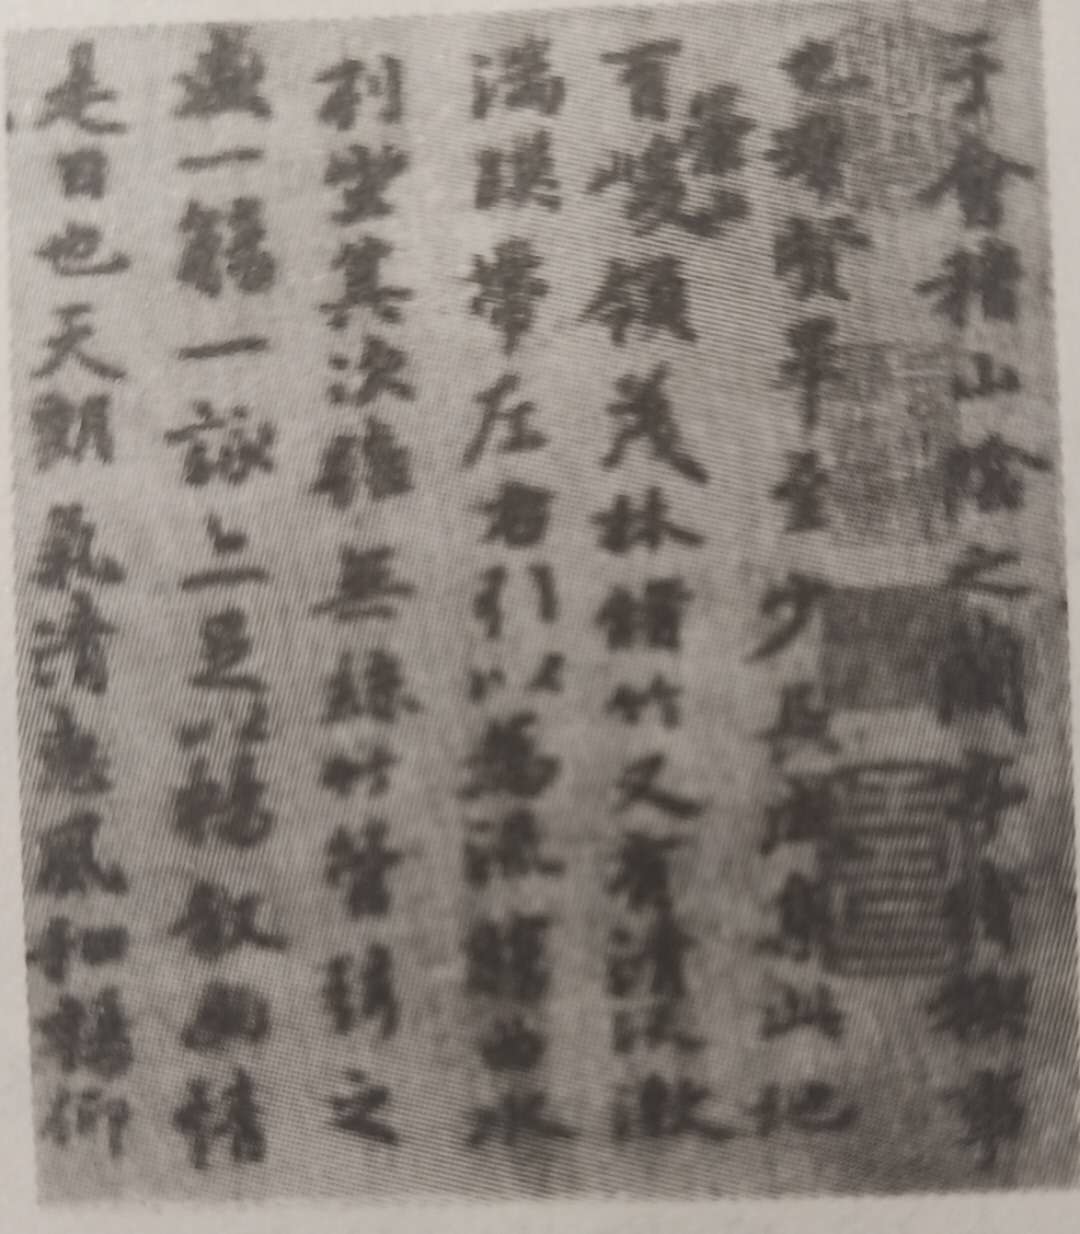 于會稽山陰之蘭亭脩禊事
也羣賢畢至少長咸集此地
有崇山峻領茂林脩竹又有清流激
湍暎帶左右引以為流觴曲水
列坐其次雖無絲竹管弦之
盛一觴一詠亦足以暢敘幽情
是日也天朗氣清惠風和暢仰